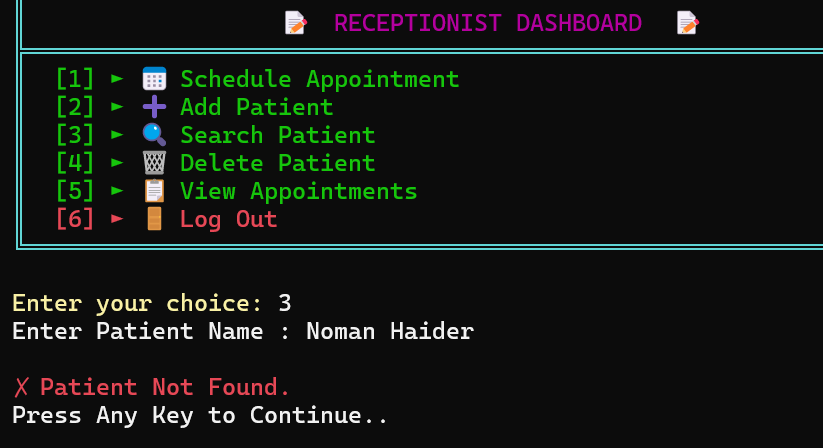 📝 RECEPTIONIST DASHBOARD 📝
[1] ► 📅 Schedule Appointment
[2] ► ➕ Add Patient
[3] ► 🔍 Search Patient
[4] ► 🗑️ Delete Patient
[5] ► 📋 View Appointments
[6] ► 🚪 Log Out
Enter your choice: 3
Enter Patient Name : Noman Haider
✗ Patient Not Found.
Press Any Key to Continue..